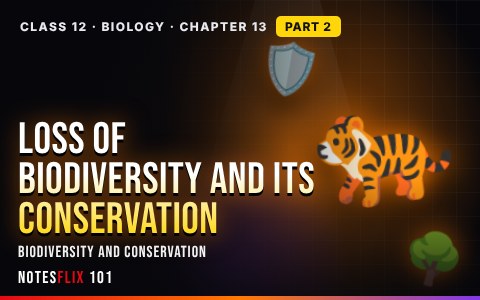 CLASS 12 · BIOLOGY · CHAPTER 13 PART 2
LOSS OF
BIODIVERSITY AND ITS
CONSERVATION
BIODIVERSITY AND CONSERVATION
NOTESFLIX 101